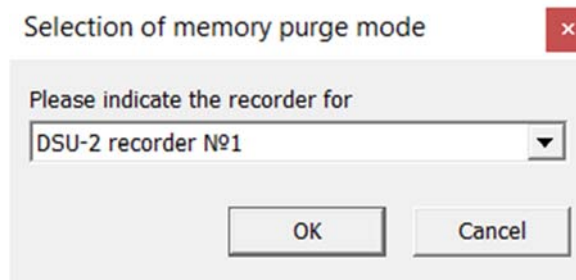 Selection of memory purge mode
Please indicate the recorder for
DSU-2 recorder №1
OK
Cancel